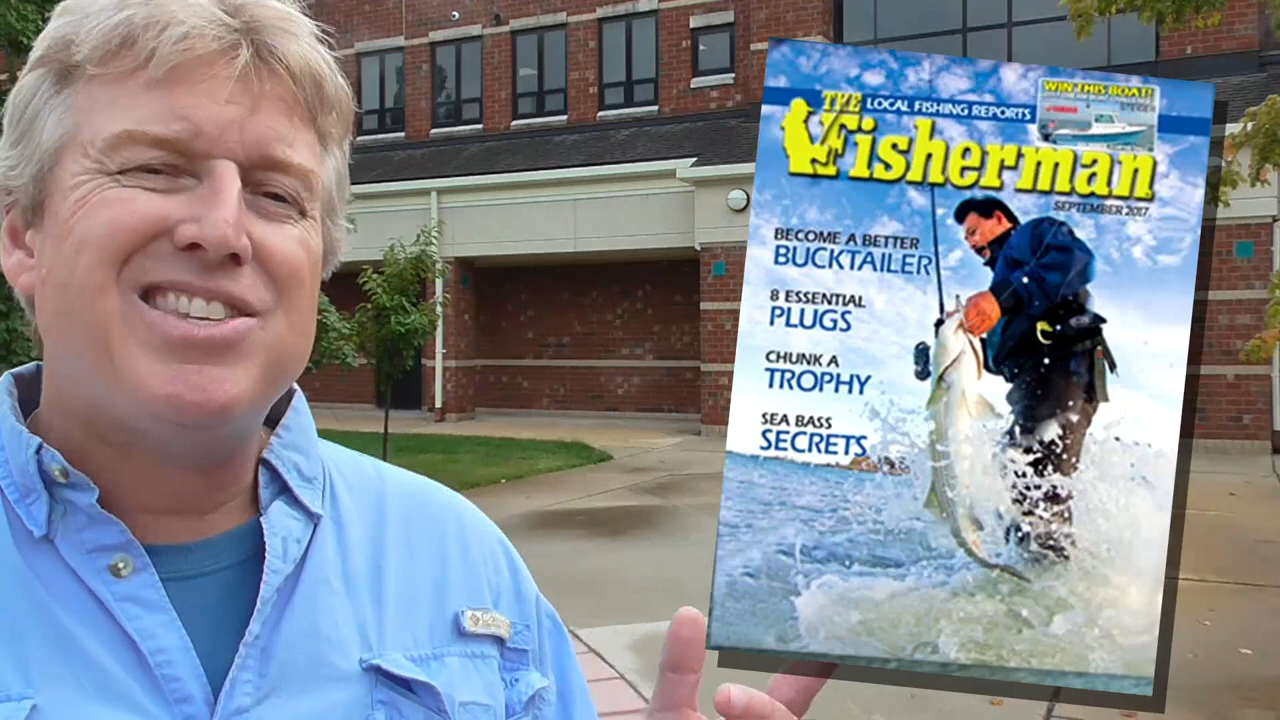 THE LOCAL FISHING REPORTS
WIN THIS BOAT!
Fisherman
SEPTEMBER 2017
BECOME A BETTER
BUCKTAILER
8 ESSENTIAL
PLUGS
CHUNK A
TROPHY
SEA BASS
SECRETS